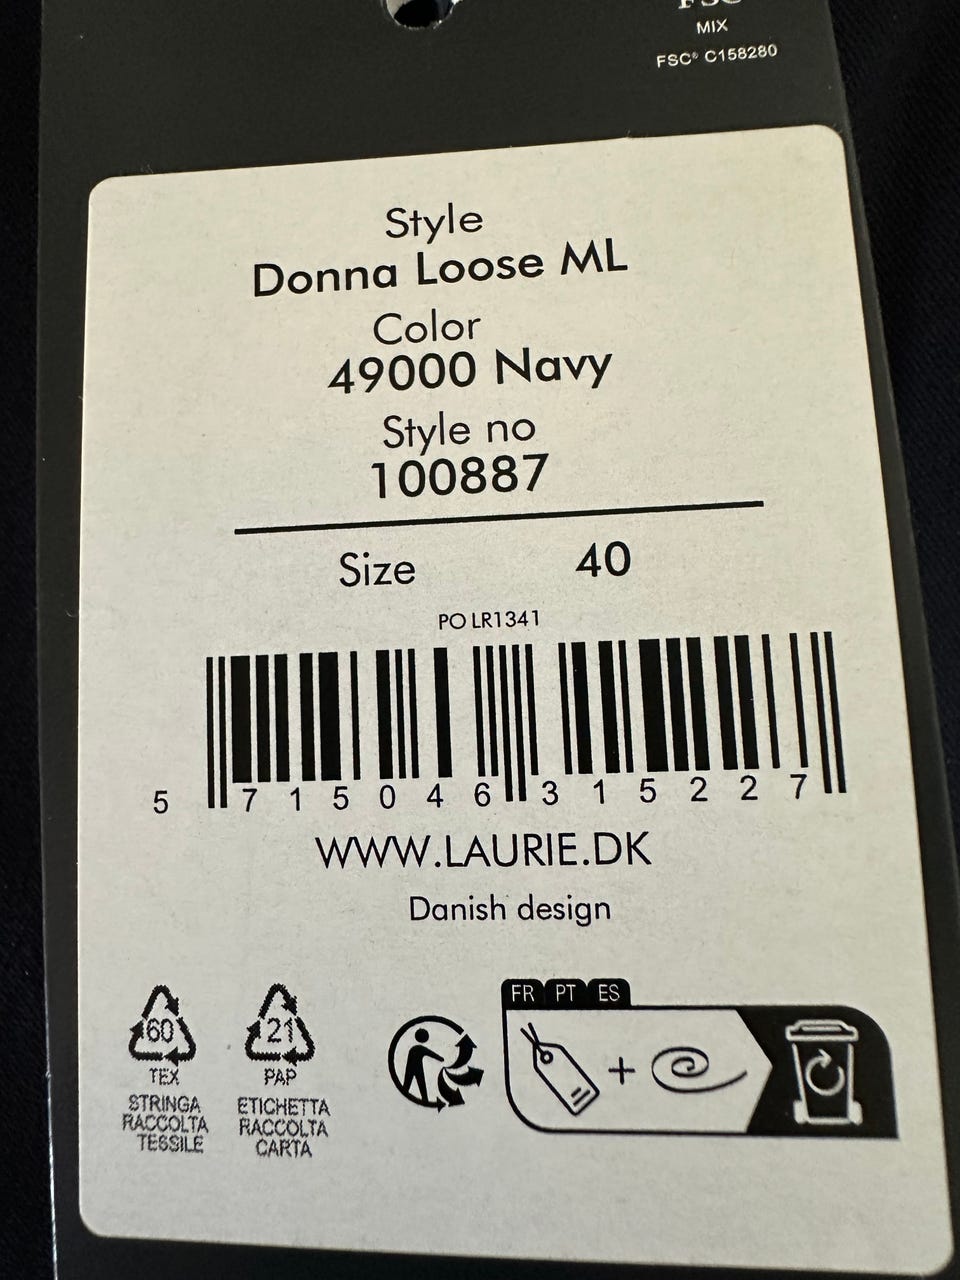 FSC
MIX
FSC® C158280
Style
Donna Loose ML
Color
49000 Navy
Style no
100887
Size 40
PO LR1341
5 715046 315227
WWW.LAURIE.DK
Danish design
FR PT ES
60
TEX
STRINGA
RACCOLTA
TESSILE
21
PAP
ETICHETTA
RACCOLTA
CARTA
+